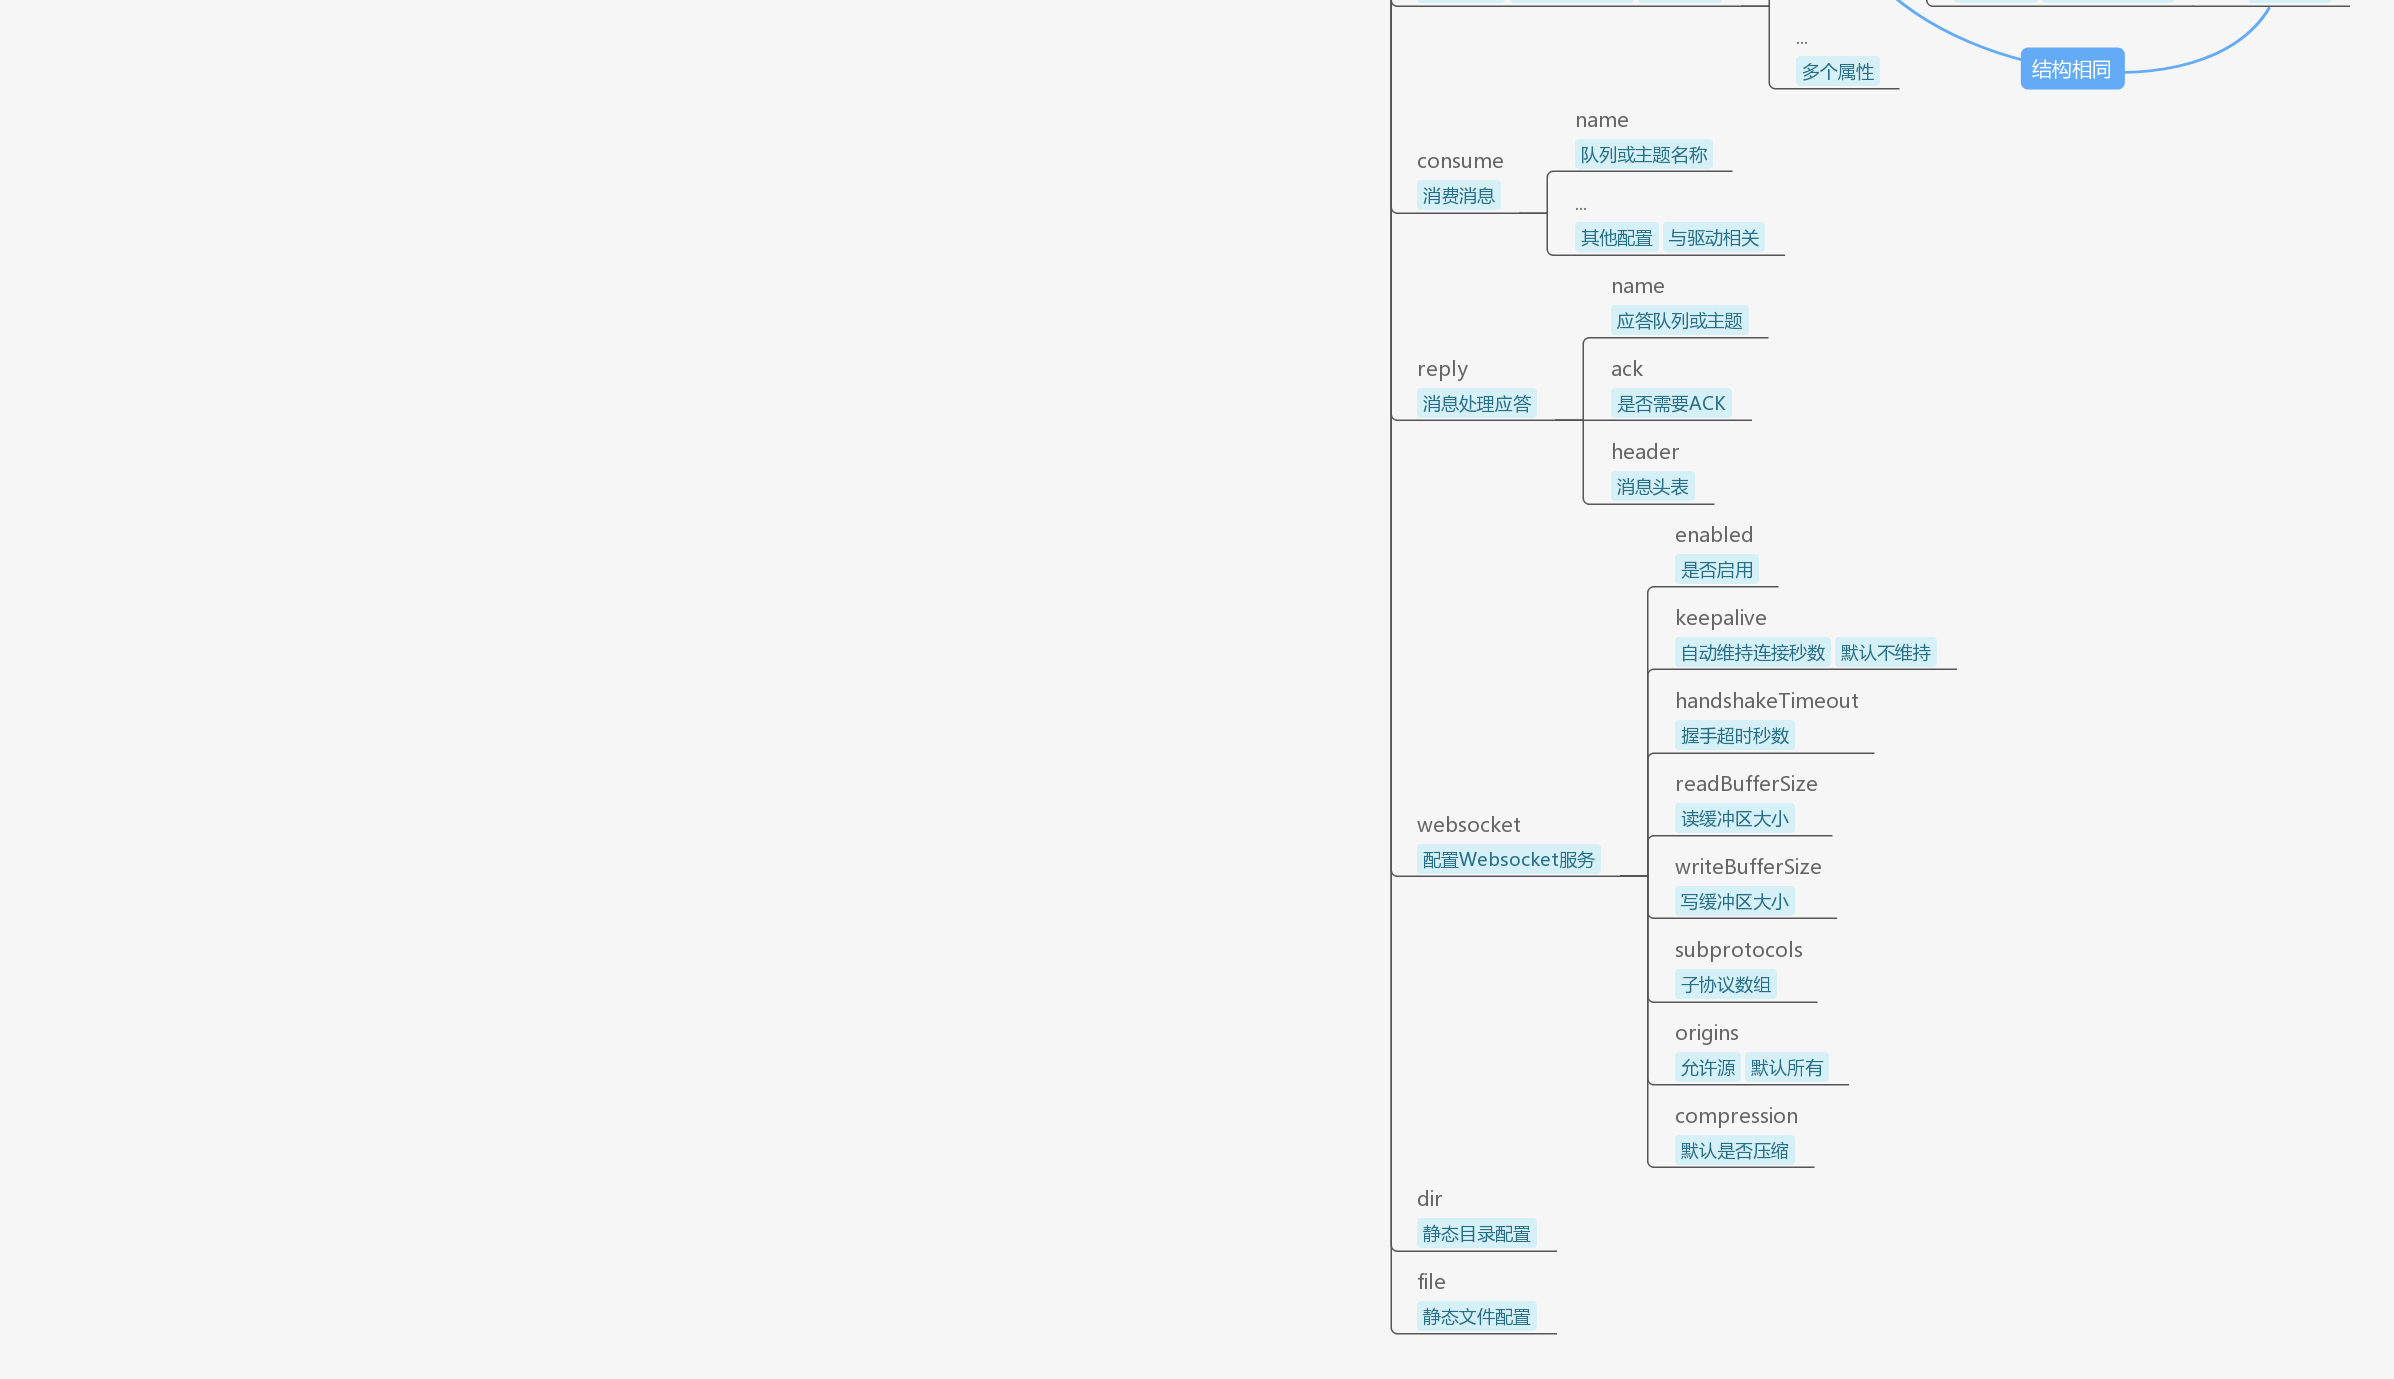 ...
多个属性
结构相同
consume
消费消息
name
队列或主题名称
...
其他配置 与驱动相关
reply
消息处理应答
name
应答队列或主题
ack
是否需要ACK
header
消息头表
websocket
配置Websocket服务
enabled
是否启用
keepalive
自动维持连接秒数 默认不维持
handshakeTimeout
握手超时秒数
readBufferSize
读缓冲区大小
writeBufferSize
写缓冲区大小
subprotocols
子协议数组
origins
允许源 默认所有
compression
默认是否压缩
dir
静态目录配置
file
静态文件配置